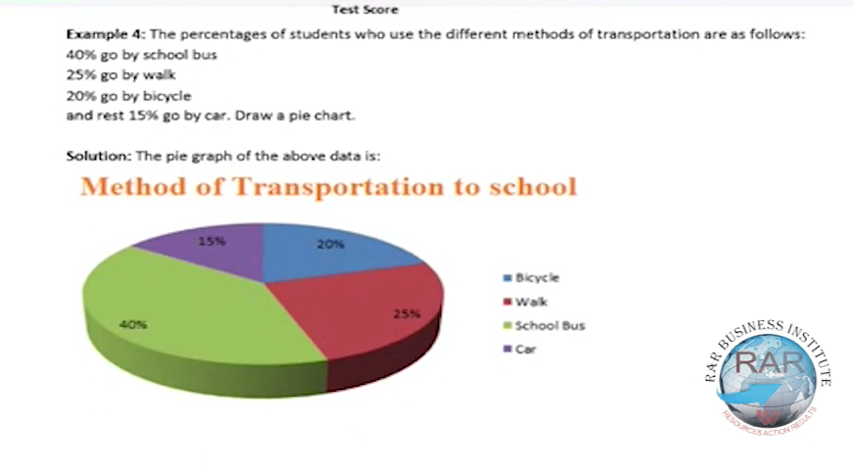 Test Score
Example 4: The percentages of students who use the different methods of transportation are as follows:
40% go by school bus
25% go by walk
20% go by bicycle
and rest 15% go by car. Draw a pie chart.
Solution: The pie graph of the above data is:
Method of Transportation to school
15%
20%
40%
25%
Bicycle
Walk
School Bus
Car
RAR BUSINESS INSTITUTE
RAR
RESOURCES ACTION RESULTS